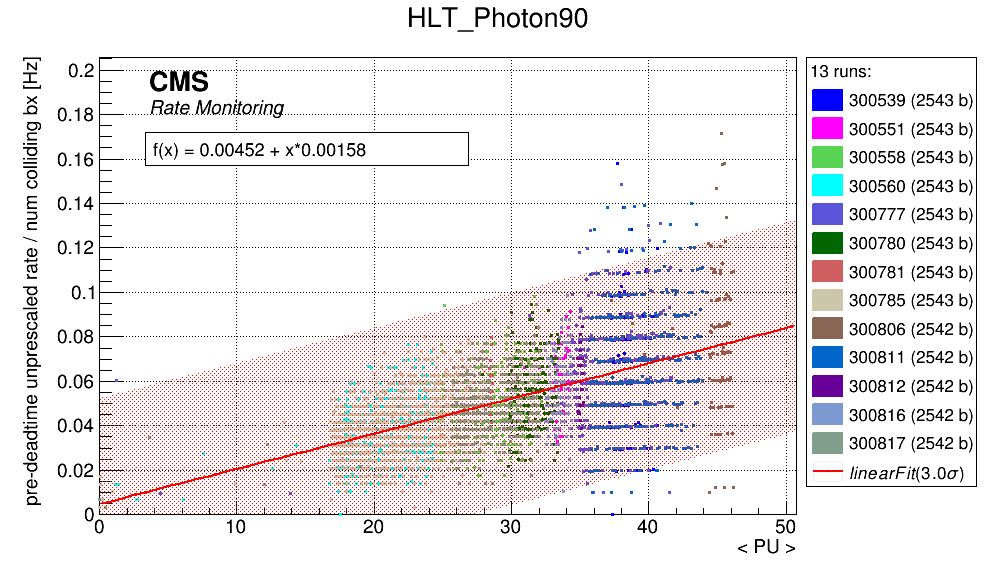 HLT_Photon90
pre-deadtime unprescaled rate / num colliding bx [Hz]
0.2
0.18
0.16
0.14
0.12
0.1
0.08
0.06
0.04
0.02
0
CMS
Rate Monitoring
f(x) = 0.00452 + x*0.00158
0 10 20 30 40 50
< PU >
13 runs:
300539 (2543 b)
300551 (2543 b)
300558 (2543 b)
300560 (2543 b)
300777 (2543 b)
300780 (2543 b)
300781 (2543 b)
300785 (2543 b)
300806 (2542 b)
300811 (2542 b)
300812 (2542 b)
300816 (2542 b)
300817 (2542 b)
linearFit(3.0σ)